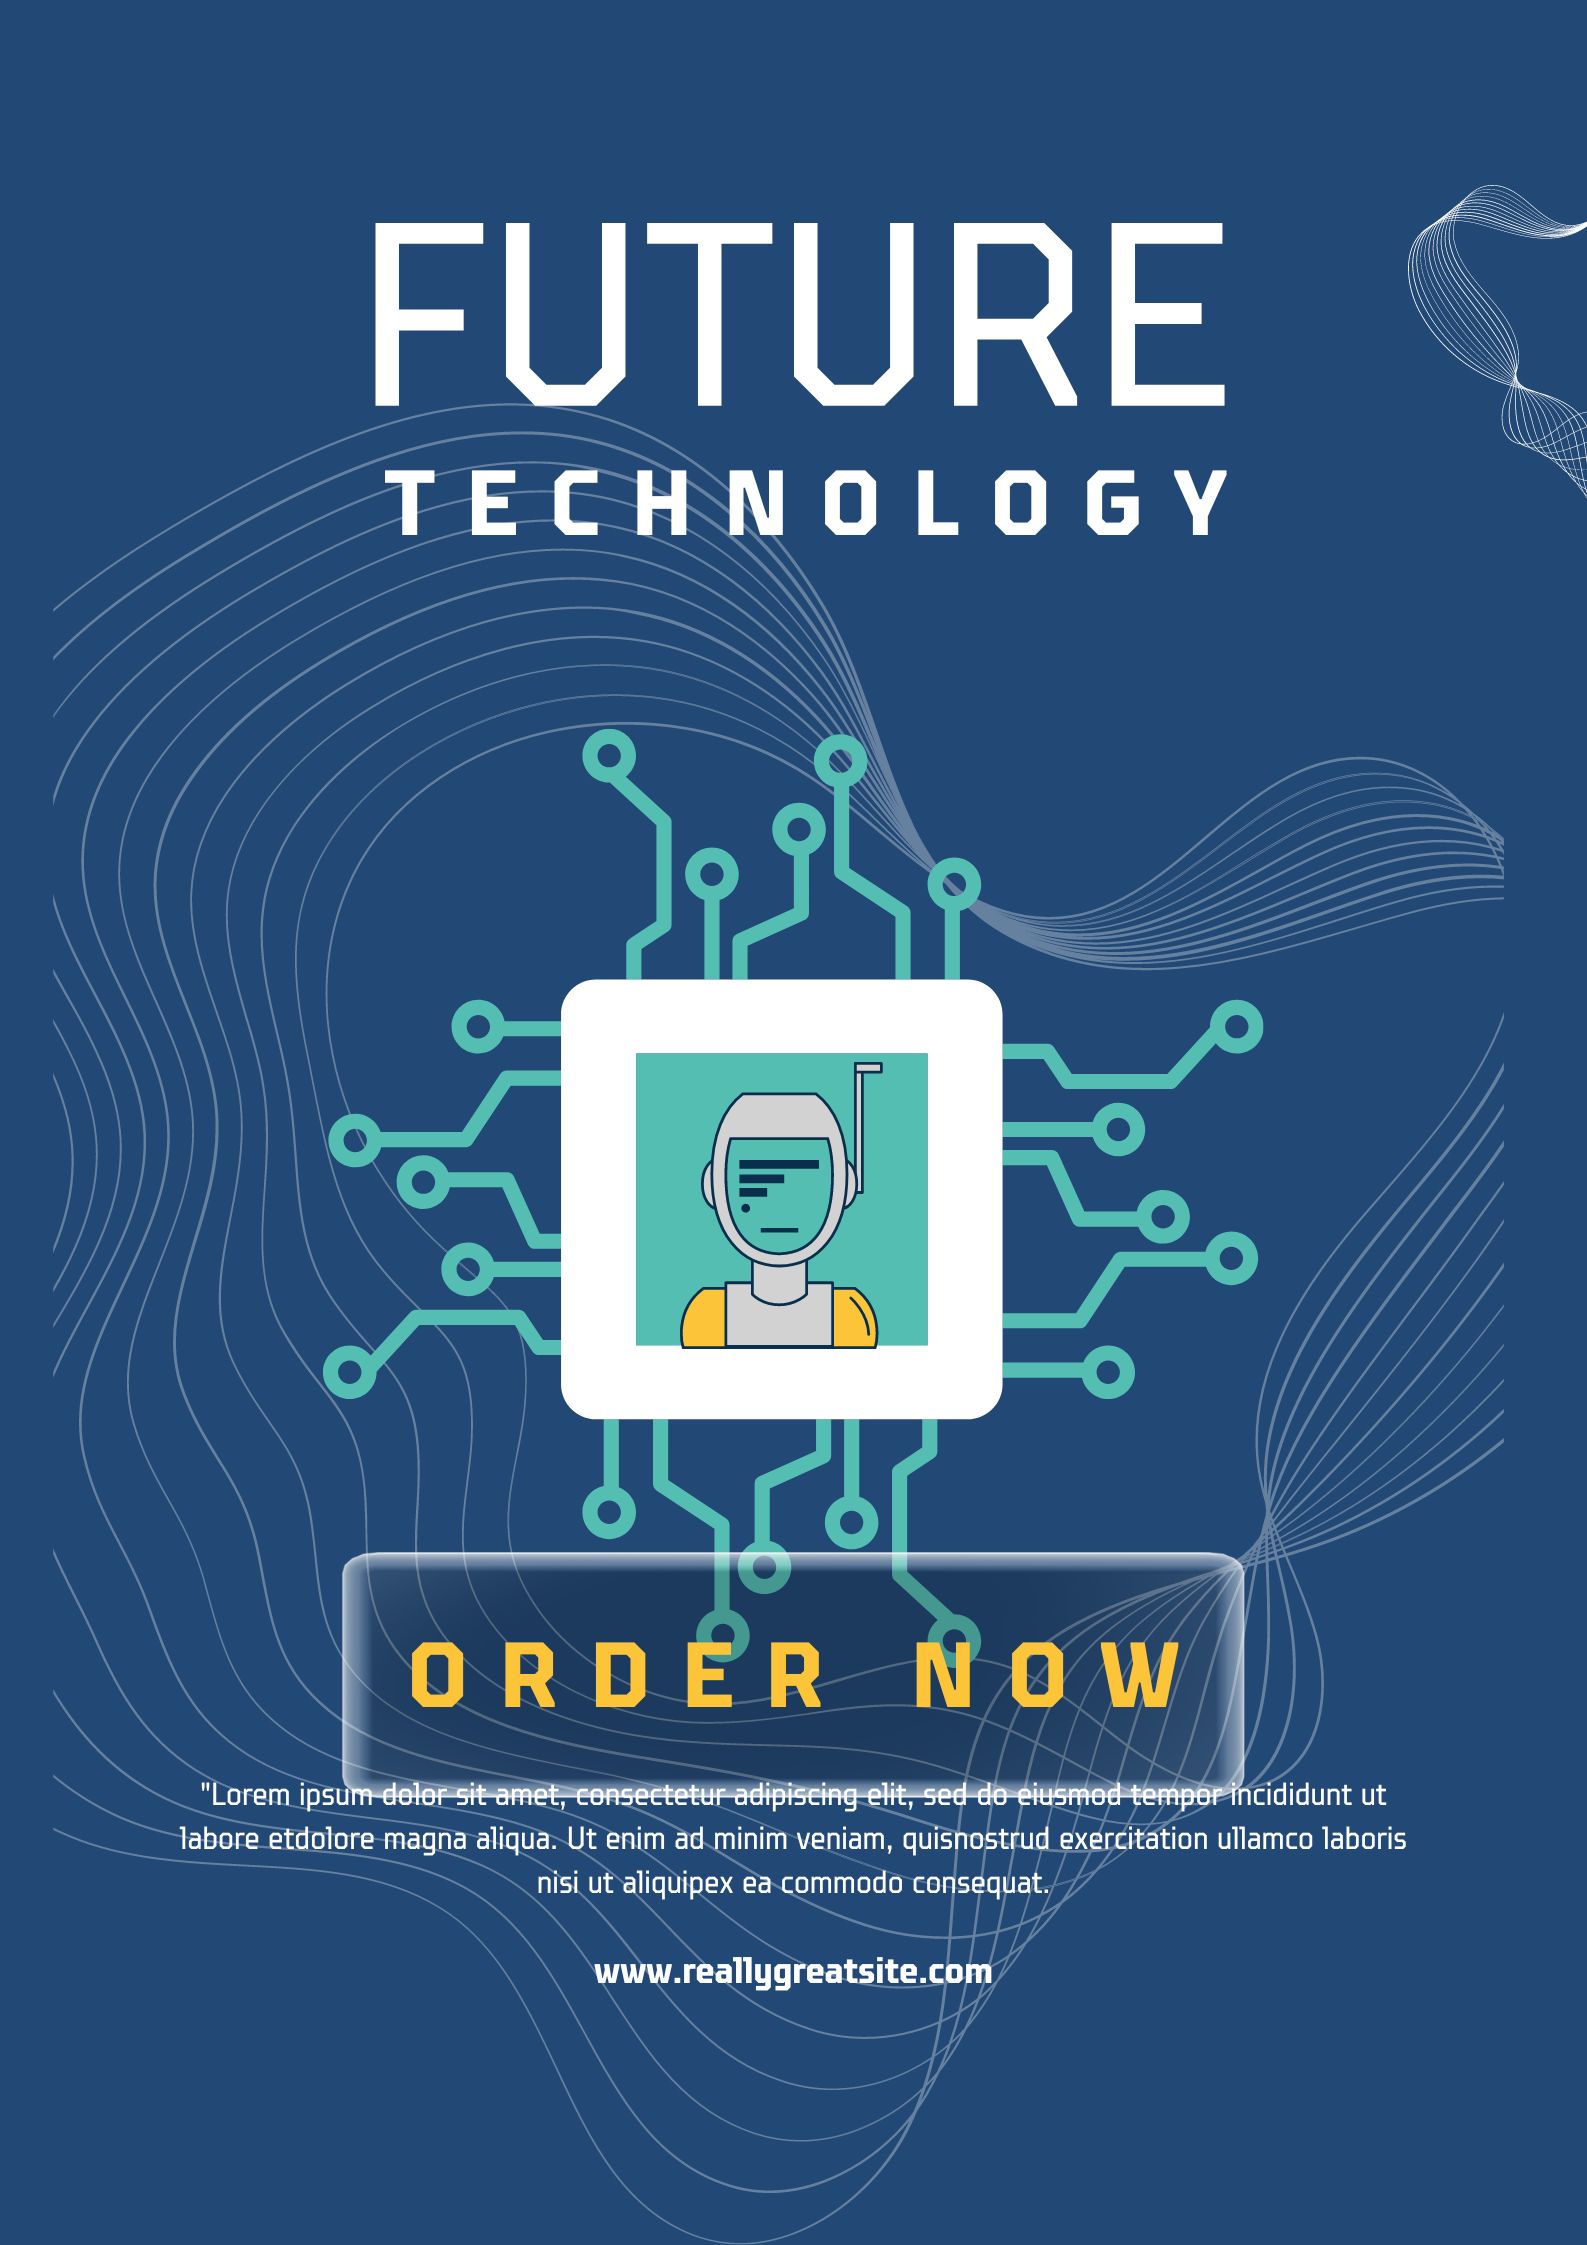 FUTURE
TECHNOLOGY
ORDER NOW
"Lorem ipsum dolor sit amet, consectetur adipiscing elit, sed do eiusmod tempor incididunt ut
labore etdolore magna aliqua. Ut enim ad minim veniam, quisnostrud exercitation ullamco laboris
nisi ut aliquipex ea commodo consequat.
www.reallygreatsite.com